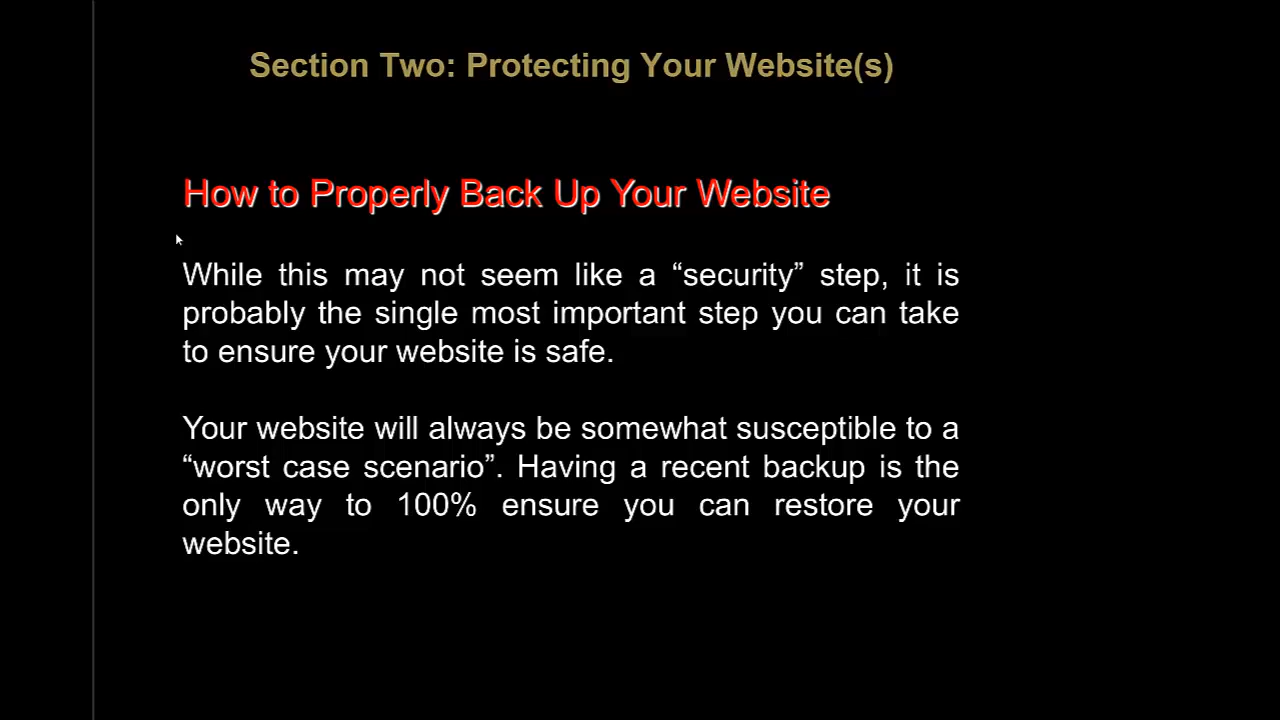 Section Two: Protecting Your Website(s)
How to Properly Back Up Your Website
While this may not seem like a “security” step, it is
probably the single most important step you can take
to ensure your website is safe.
Your website will always be somewhat susceptible to a
“worst case scenario”. Having a recent backup is the
only way to 100% ensure you can restore your
website.